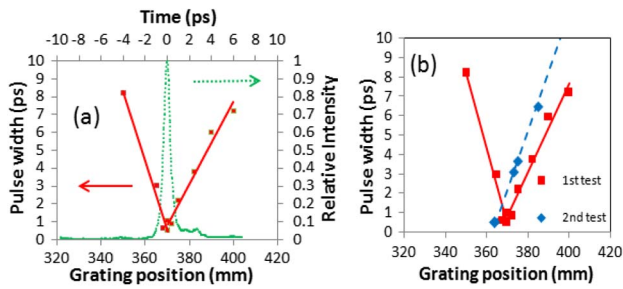 Time (ps)
-10 -8 -6 -4 -2 0 2 4 6 8 10
Pulse width (ps)
10
9
8
7
6
5
4
3
2
1
0
(a)
1
0.9
0.8
0.7
0.6
0.5
0.4
0.3
0.2
0.1
0
Relative Intensity
320 340 360 380 400 420
Grating position (mm)
Pulse width (ps)
10
9
8
7
6
5
4
3
2
1
0
(b)
1st test
2nd test
320 340 360 380 400 420
Grating position (mm)